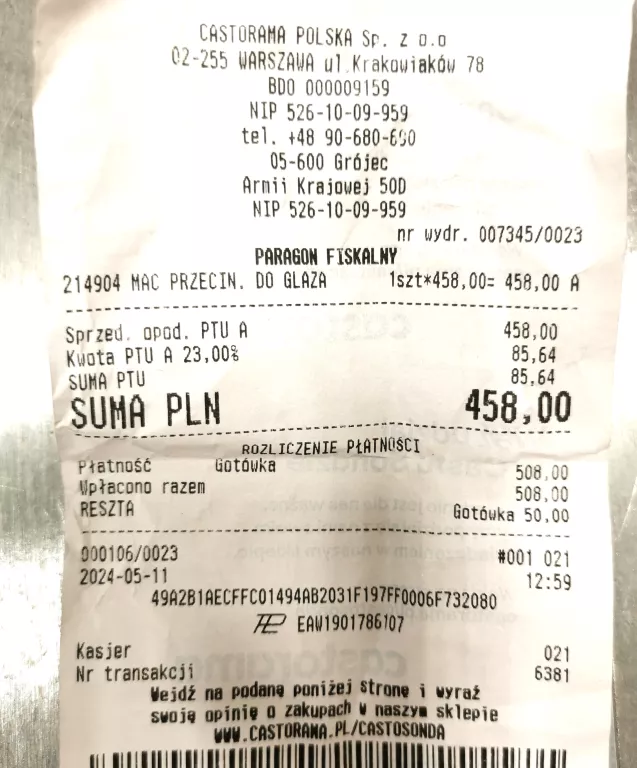 CASTORAMA POLSKA Sp. z o.o
02-255 WARSZAWA ul.Krakowiaków 78
BDO 000009159
NIP 526-10-09-959
tel. +48 90-680-690
05-600 Grójec
Armii Krajowej 50D
NIP 526-10-09-959
nr wydr. 007345/0023
PARAGON FISKALNY
214904 MAC PRZECIN. DO GLAZA 1szt*458,00= 458,00 A
Sprzed. opod. PTU A 458,00
Kwota PTU A 23,00% 85,64
SUMA PTU 85,64
SUMA PLN 458,00
ROZLICZENIE PŁATNOŚCI
Płatność Gotówka 508,00
Wpłacono razem 508,00
RESZTA Gotówka 50,00
000106/0023 #001 021
2024-05-11 12:59
49A2B1AECFFC01494AB2031F197FF0006F732080
EAW1901786107
Kasjer 021
Nr transakcji 6381
Wejdź na podaną poniżej stronę i wyraź
swoją opinię o zakupach w naszym sklepie
WWW.CASTORAMA.PL/CASTOSONDA